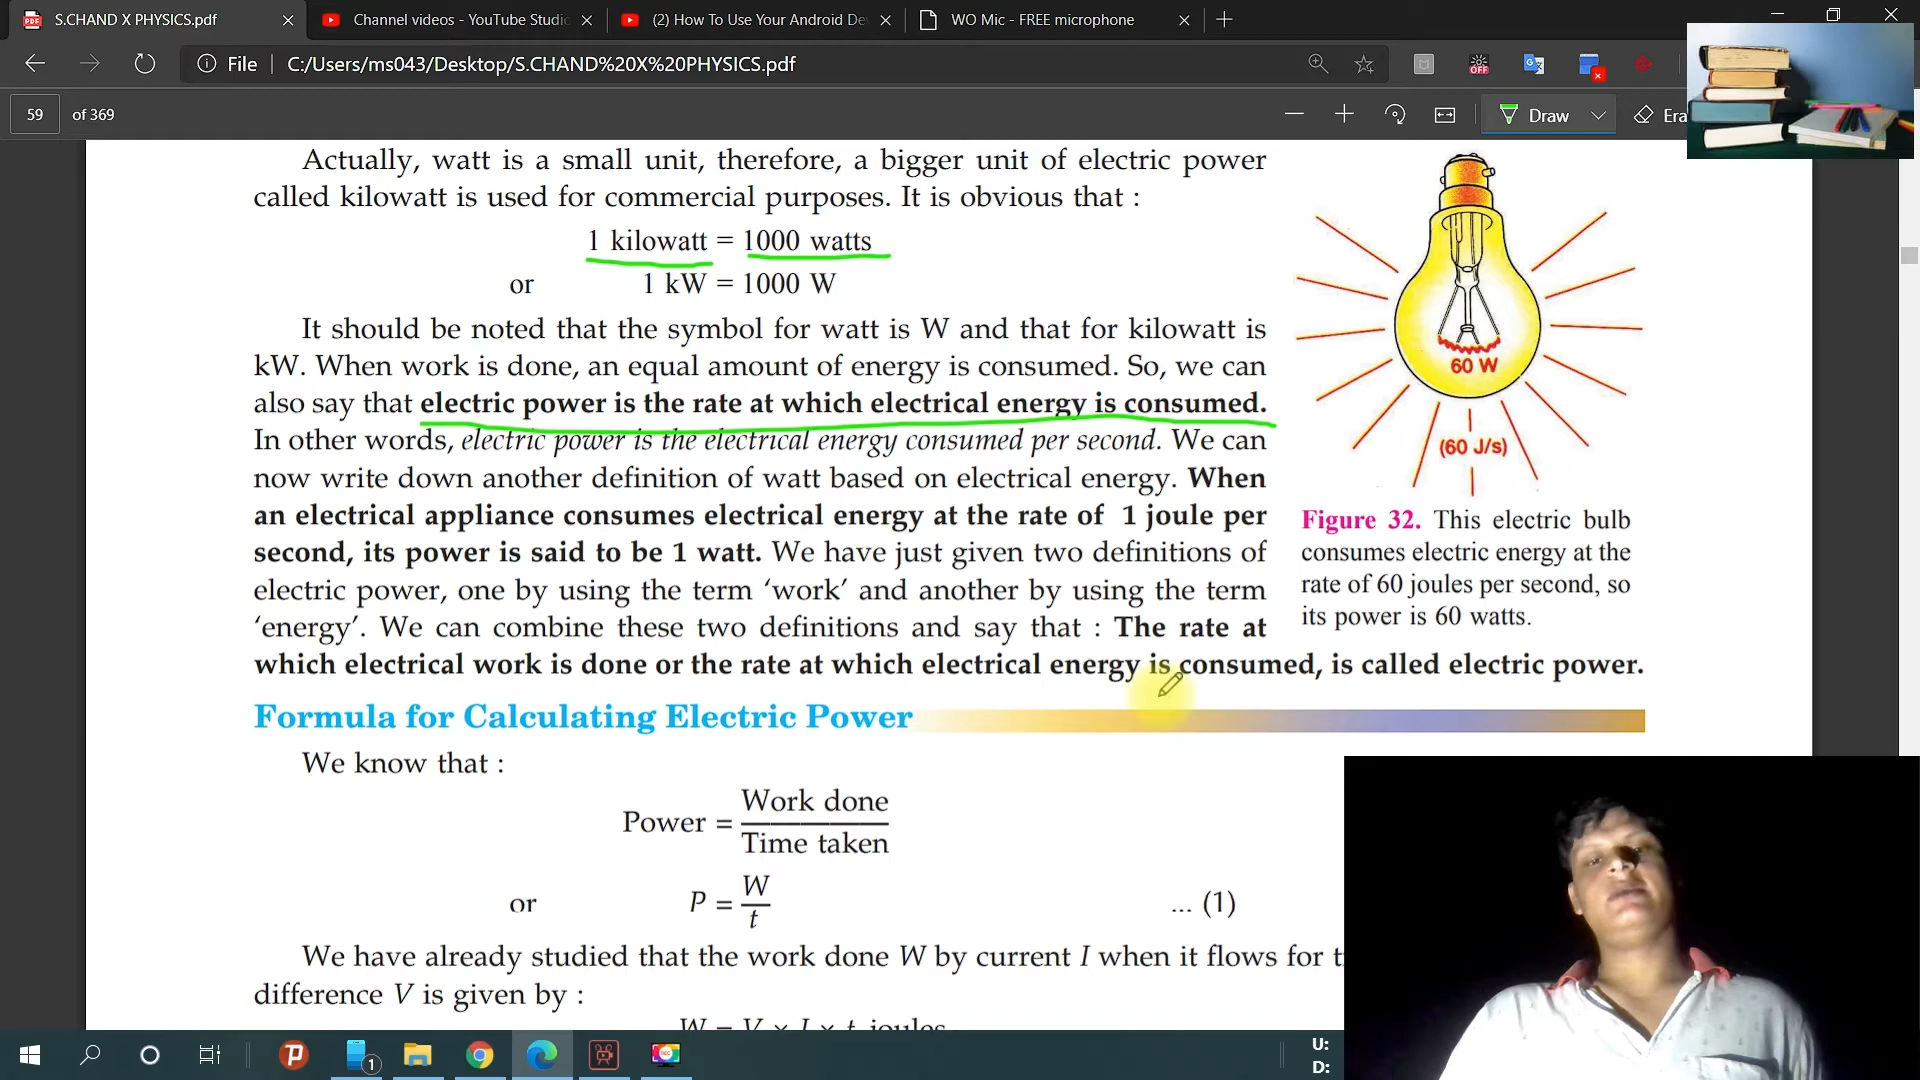 S.CHAND X PHYSICS.pdf
Channel videos - YouTube Studio
(2) How To Use Your Android De
WO Mic - FREE microphone
File
C:/Users/ms043/Desktop/S.CHAND%20X%20PHYSICS.pdf
OFF
59 of 369
Draw
Era
Actually, watt is a small unit, therefore, a bigger unit of electric power
called kilowatt is used for commercial purposes. It is obvious that :
1 kilowatt = 1000 watts
or 1 kW = 1000 W
It should be noted that the symbol for watt is W and that for kilowatt is
kW. When work is done, an equal amount of energy is consumed. So, we can
also say that electric power is the rate at which electrical energy is consumed.
In other words, electric power is the electrical energy consumed per second. We can
now write down another definition of watt based on electrical energy. When
an electrical appliance consumes electrical energy at the rate of 1 joule per
second, its power is said to be 1 watt. We have just given two definitions of
electric power, one by using the term ‘work’ and another by using the term
‘energy’. We can combine these two definitions and say that : The rate at
which electrical work is done or the rate at which electrical energy is consumed, is called electric power.
60 W
(60 J/s)
Figure 32. This electric bulb
consumes electric energy at the
rate of 60 joules per second, so
its power is 60 watts.
Formula for Calculating Electric Power
We know that :
Power = Work done
Time taken
or P = W
t
... (1)
We have already studied that the work done W by current I when it flows for t
difference V is given by :
W = V × I × t joules
1
U:
D: